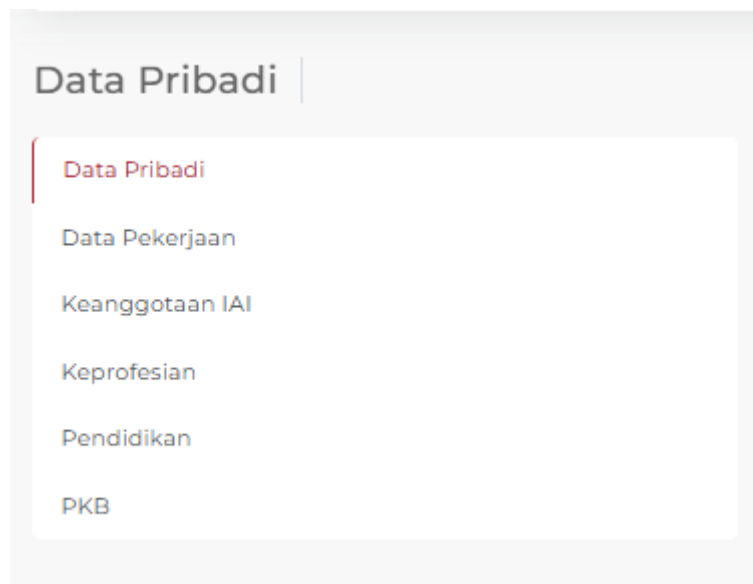 Data Pribadi
Data Pribadi
Data Pekerjaan
Keanggotaan IAI
Keprofesian
Pendidikan
PKB